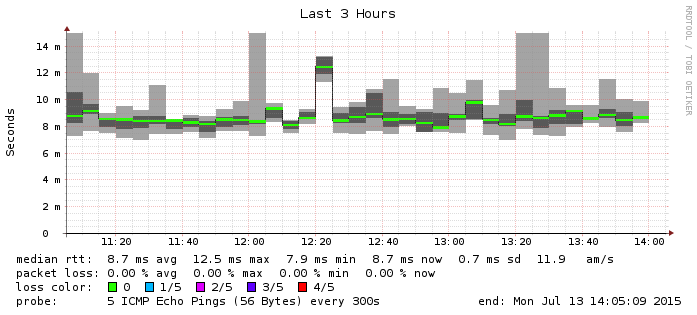 Last 3 Hours
RRDTOOL / TOBI OETIKER
Seconds
14 m
12 m
10 m
8 m
6 m
4 m
2 m
0
11:20 11:40 12:00 12:20 12:40 13:00 13:20 13:40 14:00
median rtt: 8.7 ms avg 12.5 ms max 7.9 ms min 8.7 ms now 0.7 ms sd 11.9 am/s
packet loss: 0.00 % avg 0.00 % max 0.00 % min 0.00 % now
loss color: 0 1/5 2/5 3/5 4/5
probe: 5 ICMP Echo Pings (56 Bytes) every 300s end: Mon Jul 13 14:05:09 2015